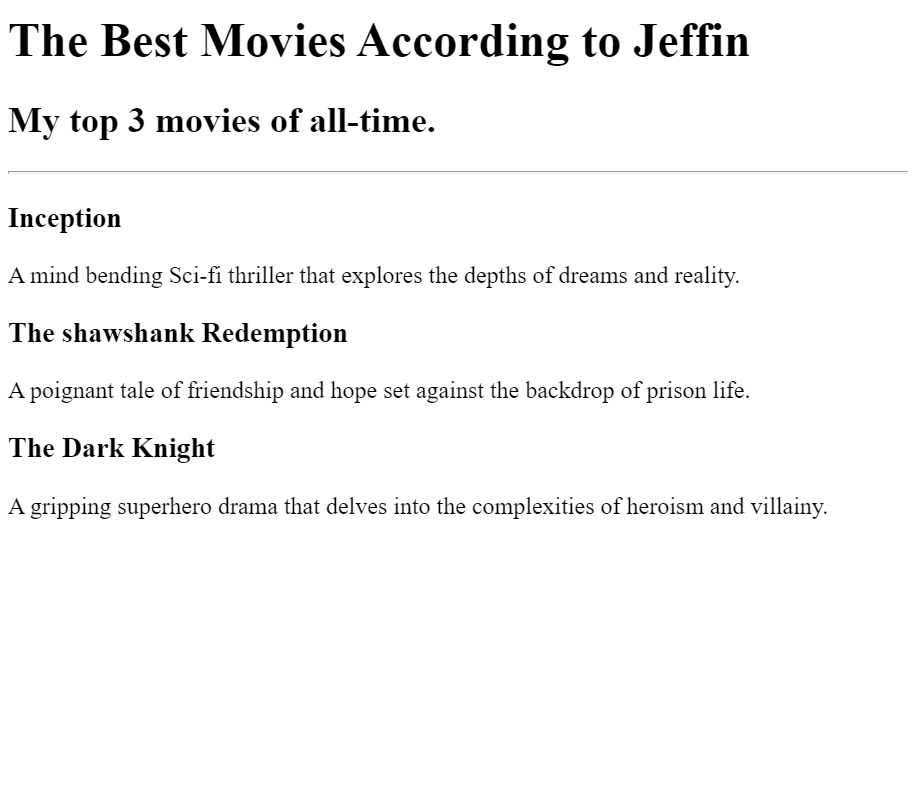 The Best Movies According to Jeffin
My top 3 movies of all-time.
Inception
A mind bending Sci-fi thriller that explores the depths of dreams and reality.
The shawshank Redemption
A poignant tale of friendship and hope set against the backdrop of prison life.
The Dark Knight
A gripping superhero drama that delves into the complexities of heroism and villainy.